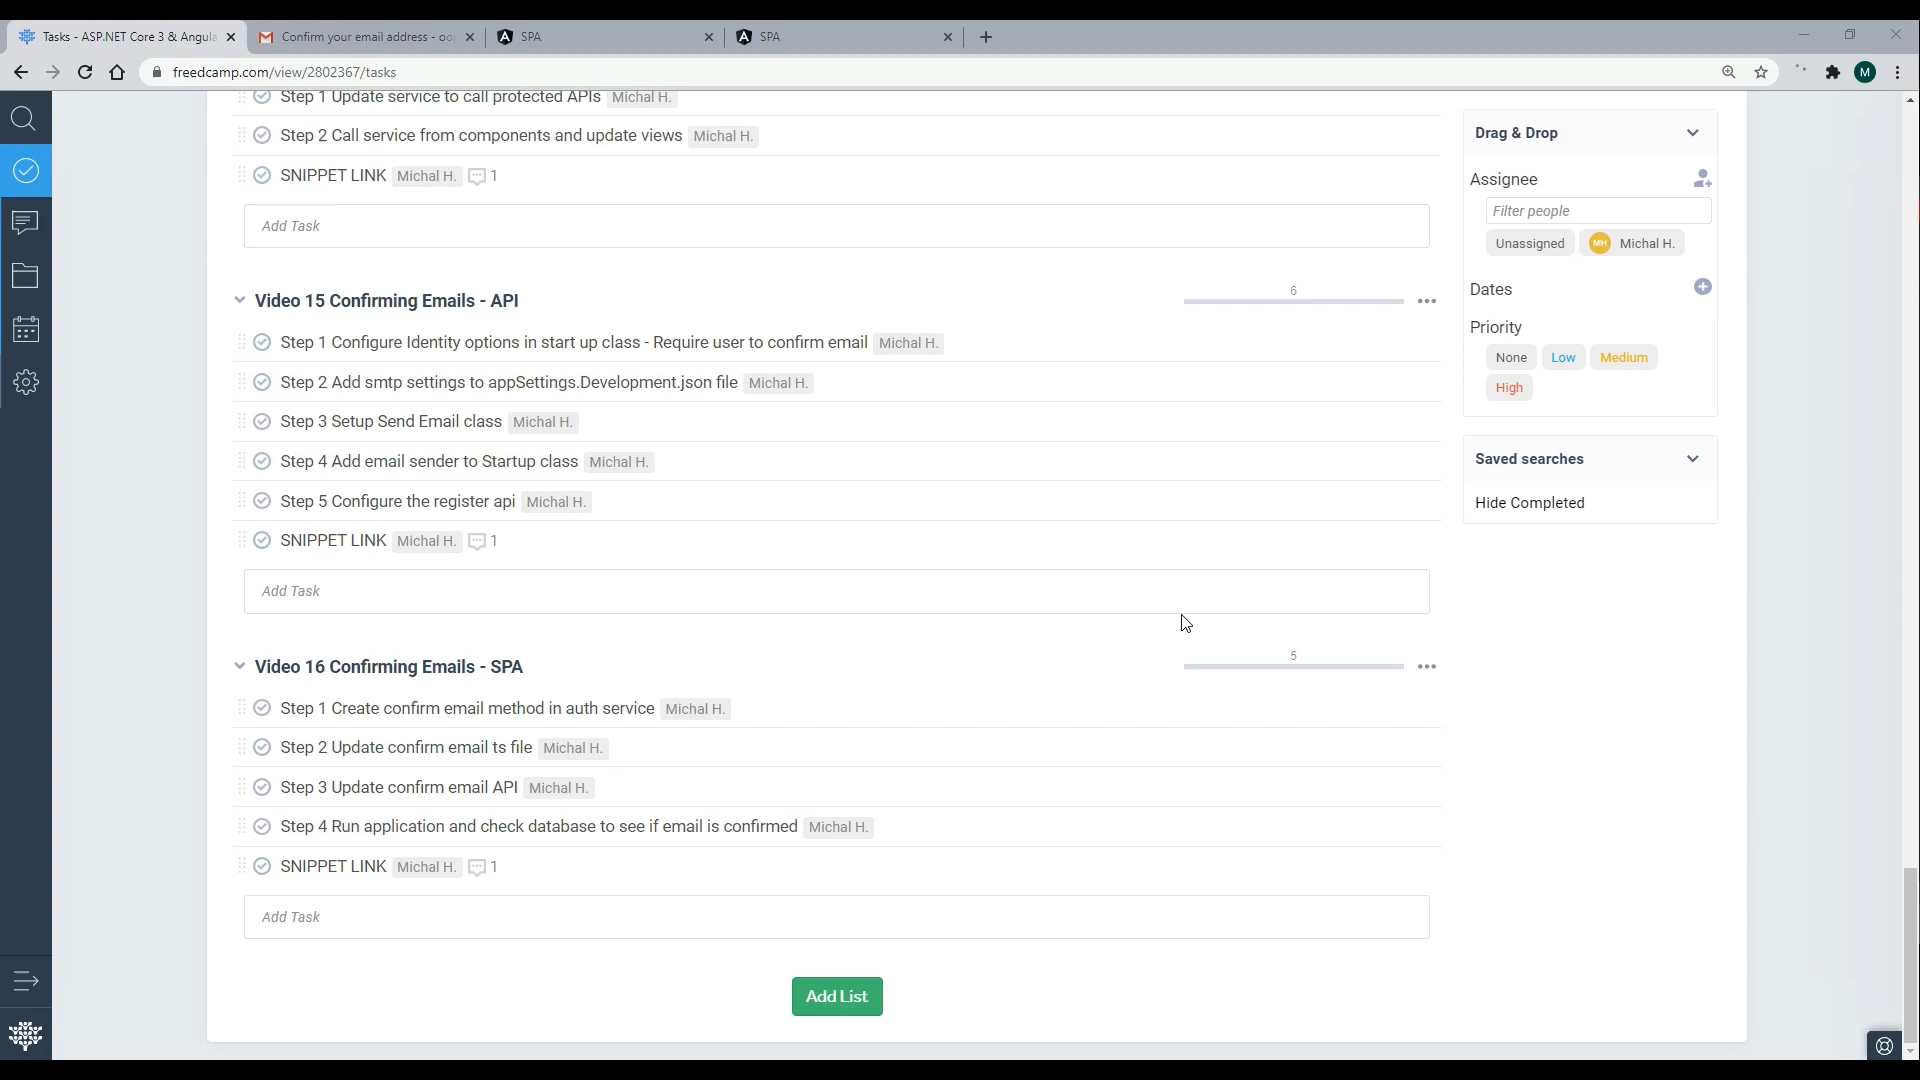 Tasks - ASP.NET Core 3 & Angula
Confirm your email address - oo
SPA
SPA
freedcamp.com/view/2802367/tasks
M
Step 1 Update service to call protected APIs Michal H.
Step 2 Call service from components and update views Michal H.
SNIPPET LINK Michal H. 1
Add Task
Video 15 Confirming Emails - API 6
Step 1 Configure Identity options in start up class - Require user to confirm email Michal H.
Step 2 Add smtp settings to appSettings.Development.json file Michal H.
Step 3 Setup Send Email class Michal H.
Step 4 Add email sender to Startup class Michal H.
Step 5 Configure the register api Michal H.
SNIPPET LINK Michal H. 1
Add Task
Video 16 Confirming Emails - SPA 5
Step 1 Create confirm email method in auth service Michal H.
Step 2 Update confirm email ts file Michal H.
Step 3 Update confirm email API Michal H.
Step 4 Run application and check database to see if email is confirmed Michal H.
SNIPPET LINK Michal H. 1
Add Task
Add List
Drag & Drop
Assignee
Filter people
Unassigned MH Michal H.
Dates
Priority
None Low Medium
High
Saved searches
Hide Completed